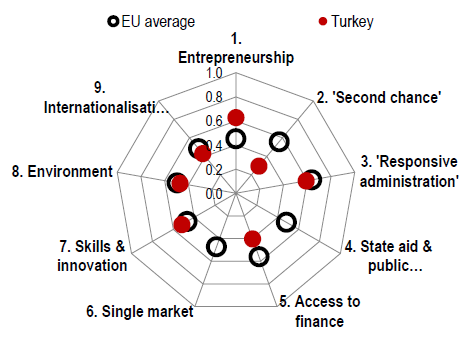 EU average
Turkey
1.
Entrepreneurship
1.0
0.8
0.6
0.4
0.2
0.0
2. 'Second chance'
3. 'Responsive
administration'
4. State aid &
public…
5. Access to
finance
6. Single market
7. Skills &
innovation
8. Environment
9.
Internationalisati…